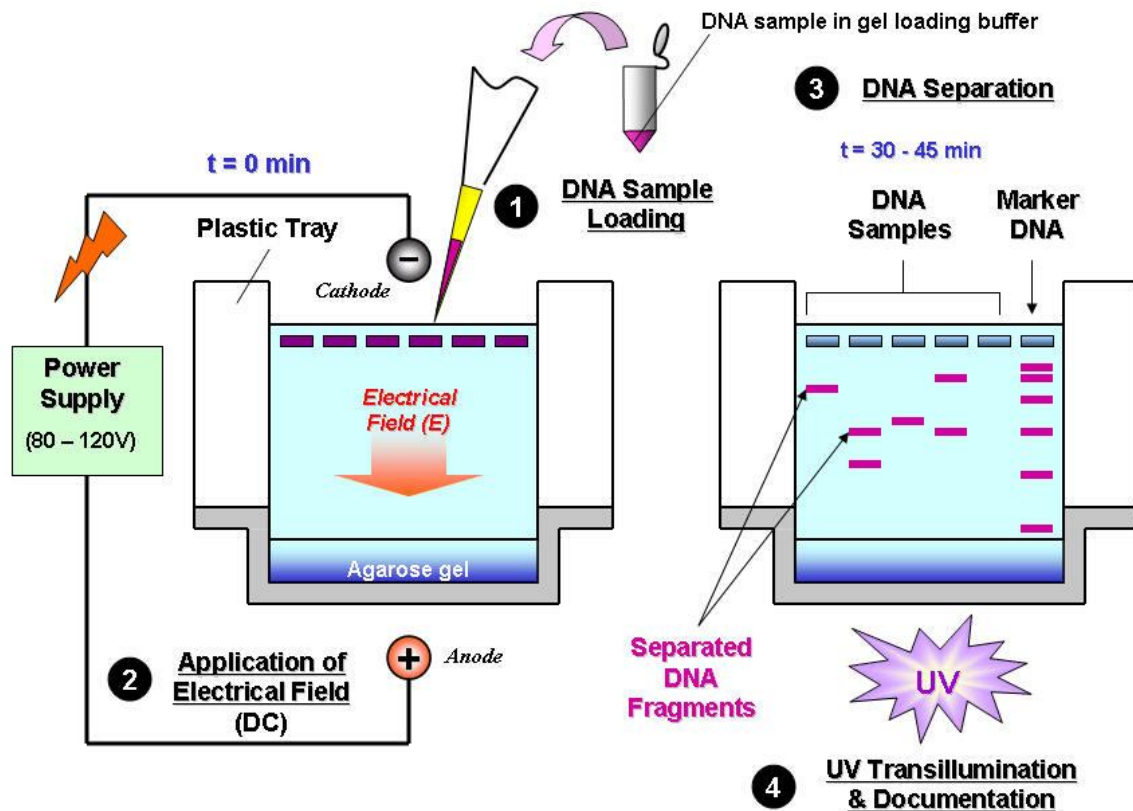 DNA sample in gel loading buffer
3 DNA Separation
t = 0 min
t = 30 - 45 min
1 DNA Sample
Loading
DNA
Samples
Marker
DNA
Plastic Tray
−
Cathode
Power
Supply
(80 – 120V)
Electrical
Field (E)
Agarose gel
+
Anode
2 Application of
Electrical Field
(DC)
Separated
DNA
Fragments
UV
4 UV Transillumination
& Documentation